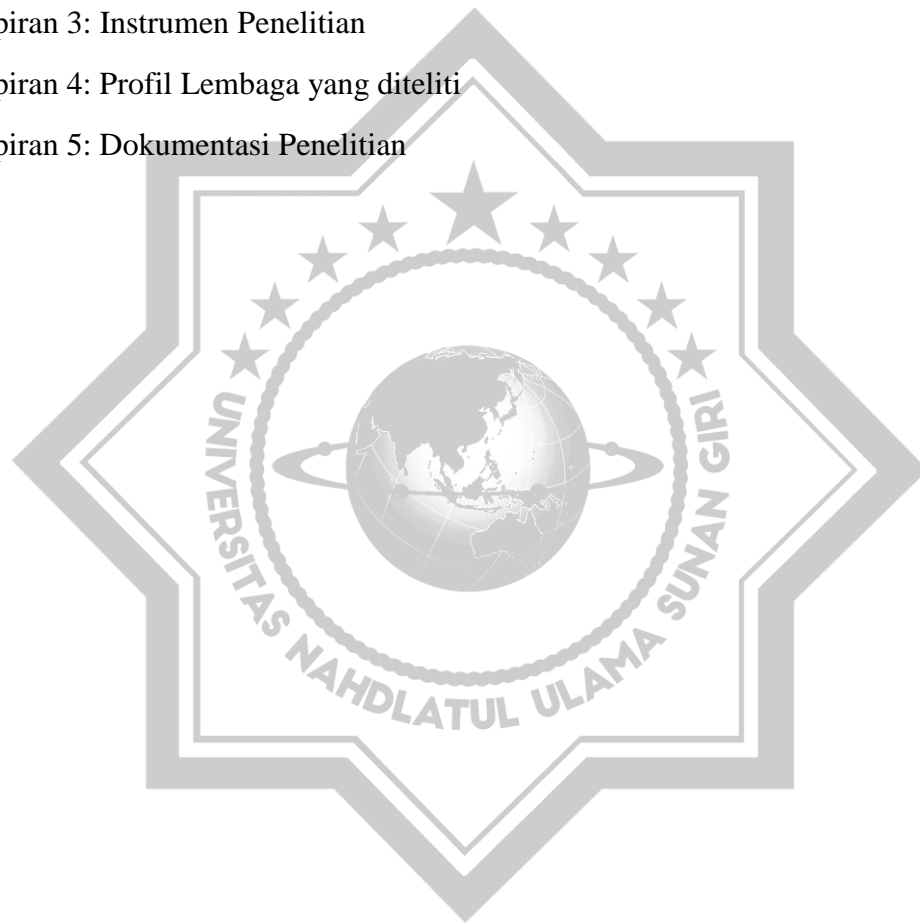 piran 3: Instrumen Penelitian
piran 4: Profil Lembaga yang diteliti
piran 5: Dokumentasi Penelitian
UNIVERSITAS NAHDLATUL ULAMA SUNAN GIRI